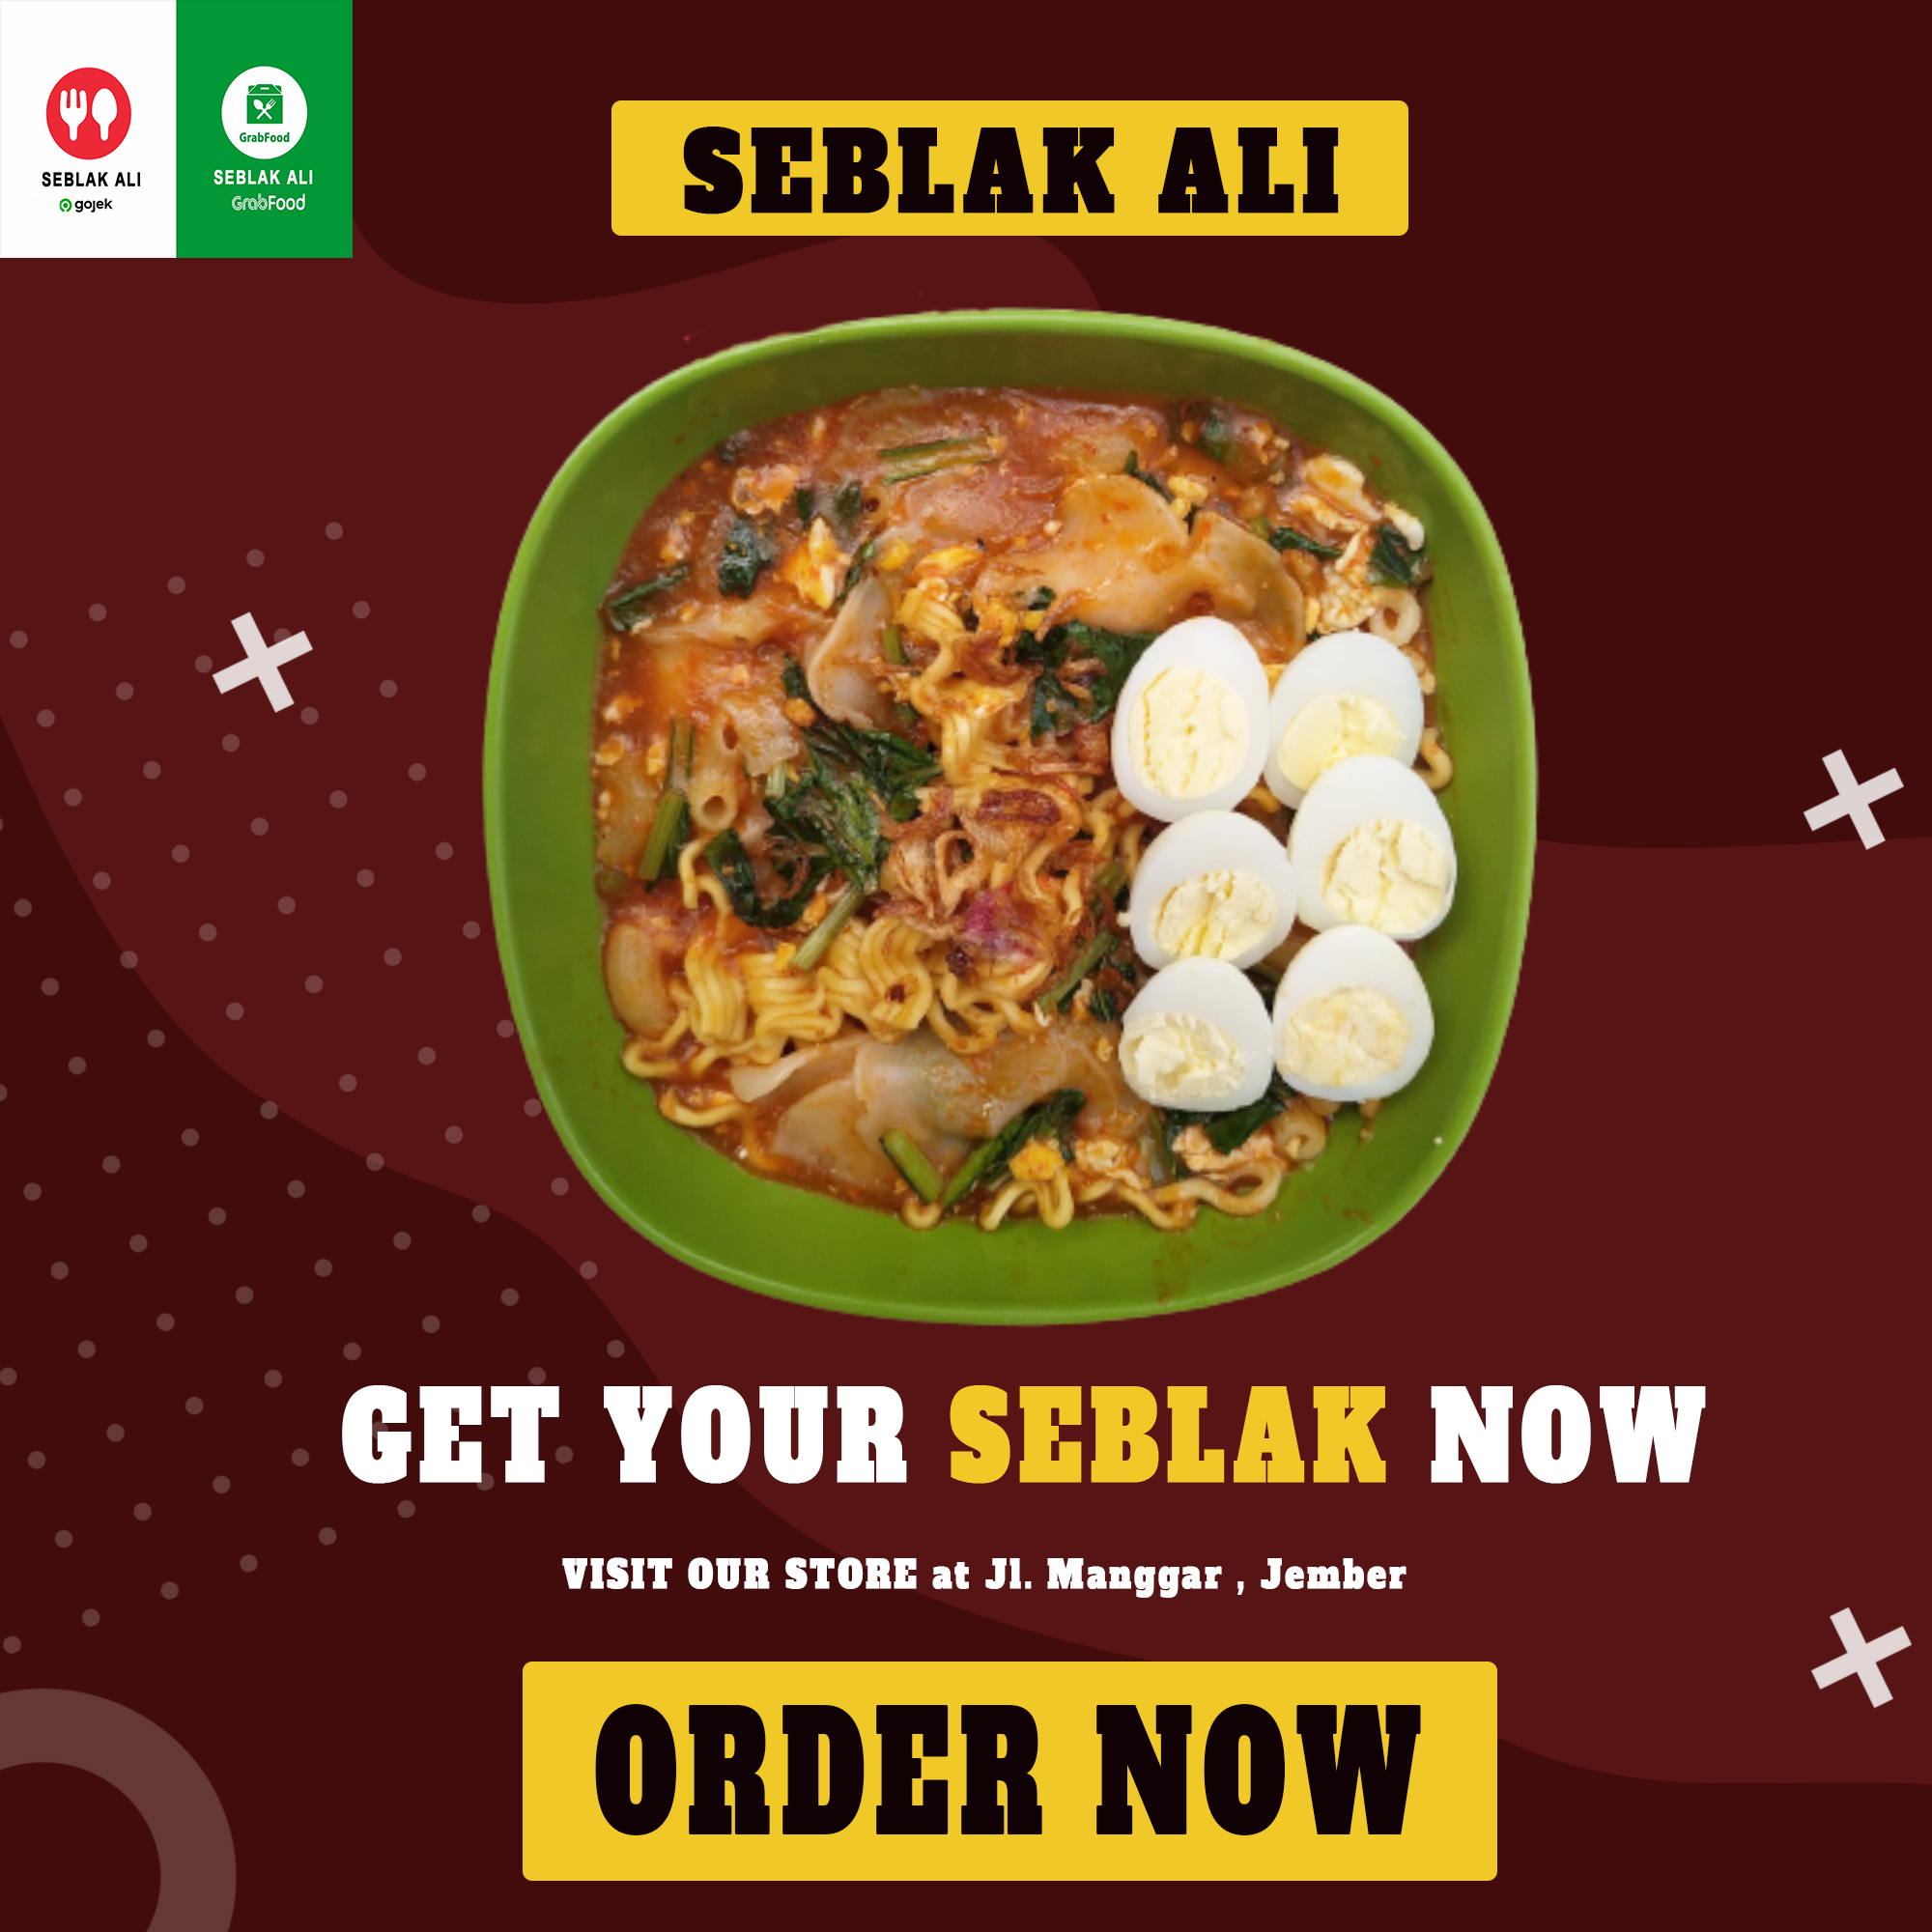 SEBLAK ALI
gojek
GrabFood
SEBLAK ALI
GrabFood
SEBLAK ALI
GET YOUR SEBLAK NOW
VISIT OUR STORE at Jl. Manggar , Jember
ORDER NOW